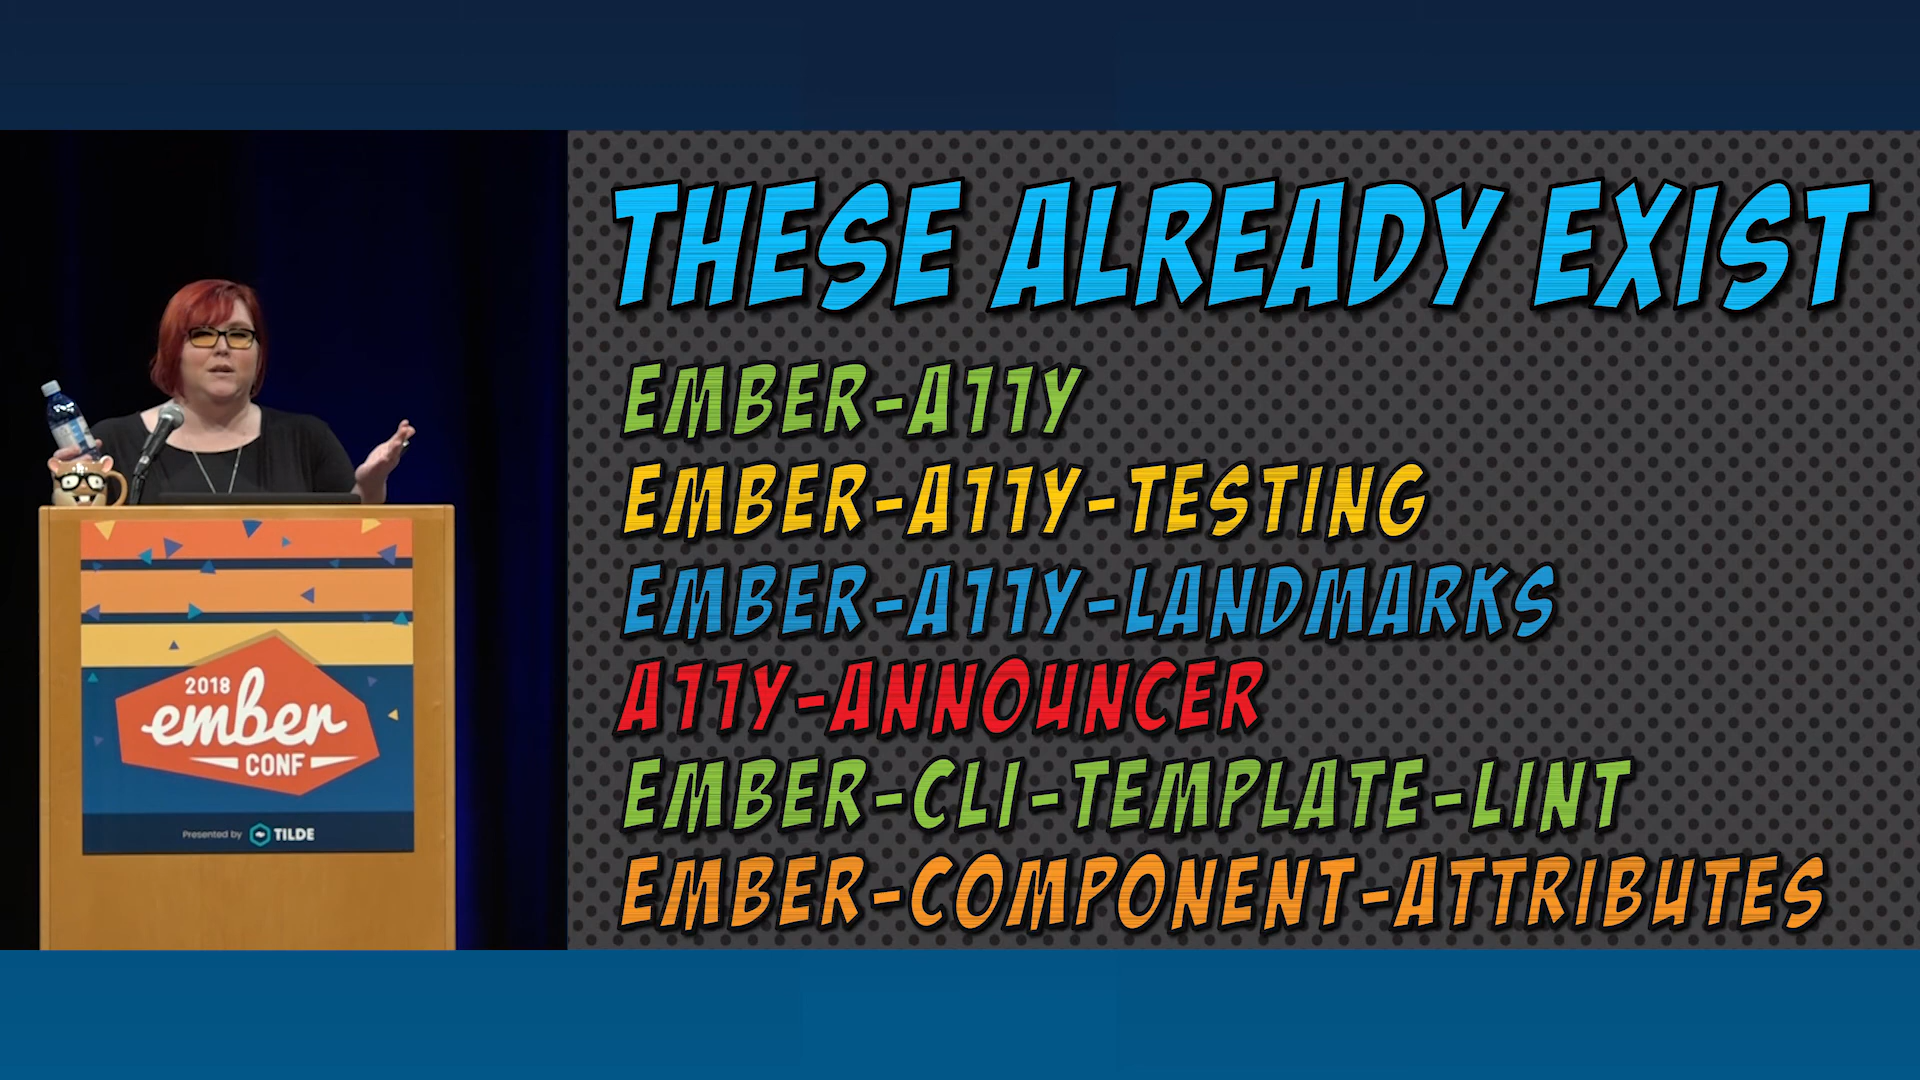 THESE ALREADY EXIST
EMBER-A11Y
EMBER-A11Y-TESTING
EMBER-A11Y-LANDMARKS
A11Y-ANNOUNCER
EMBER-CLI-TEMPLATE-LINT
EMBER-COMPONENT-ATTRIBUTES
2018
ember
CONF
Presented by TILDE